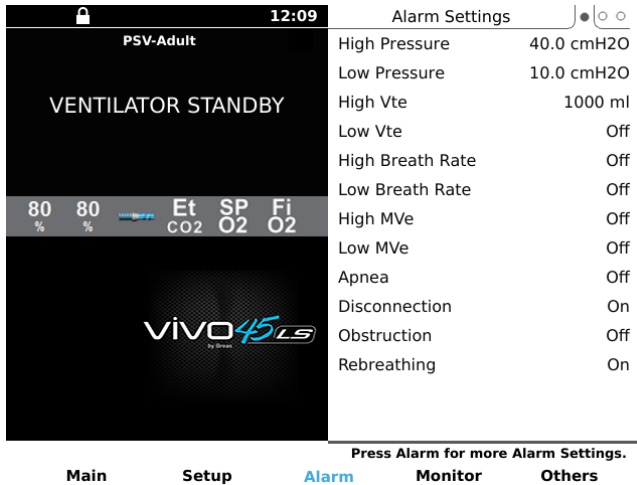 12:09
PSV-Adult
VENTILATOR STANDBY
80 % 80 % Et CO2 SP O2 Fi O2
vivo 45 LS
by Breas
Alarm Settings
High Pressure 40.0 cmH2O
Low Pressure 10.0 cmH2O
High Vte 1000 ml
Low Vte Off
High Breath Rate Off
Low Breath Rate Off
High MVe Off
Low MVe Off
Apnea Off
Disconnection On
Obstruction Off
Rebreathing On
Press Alarm for more Alarm Settings.
Main Setup Alarm Monitor Others